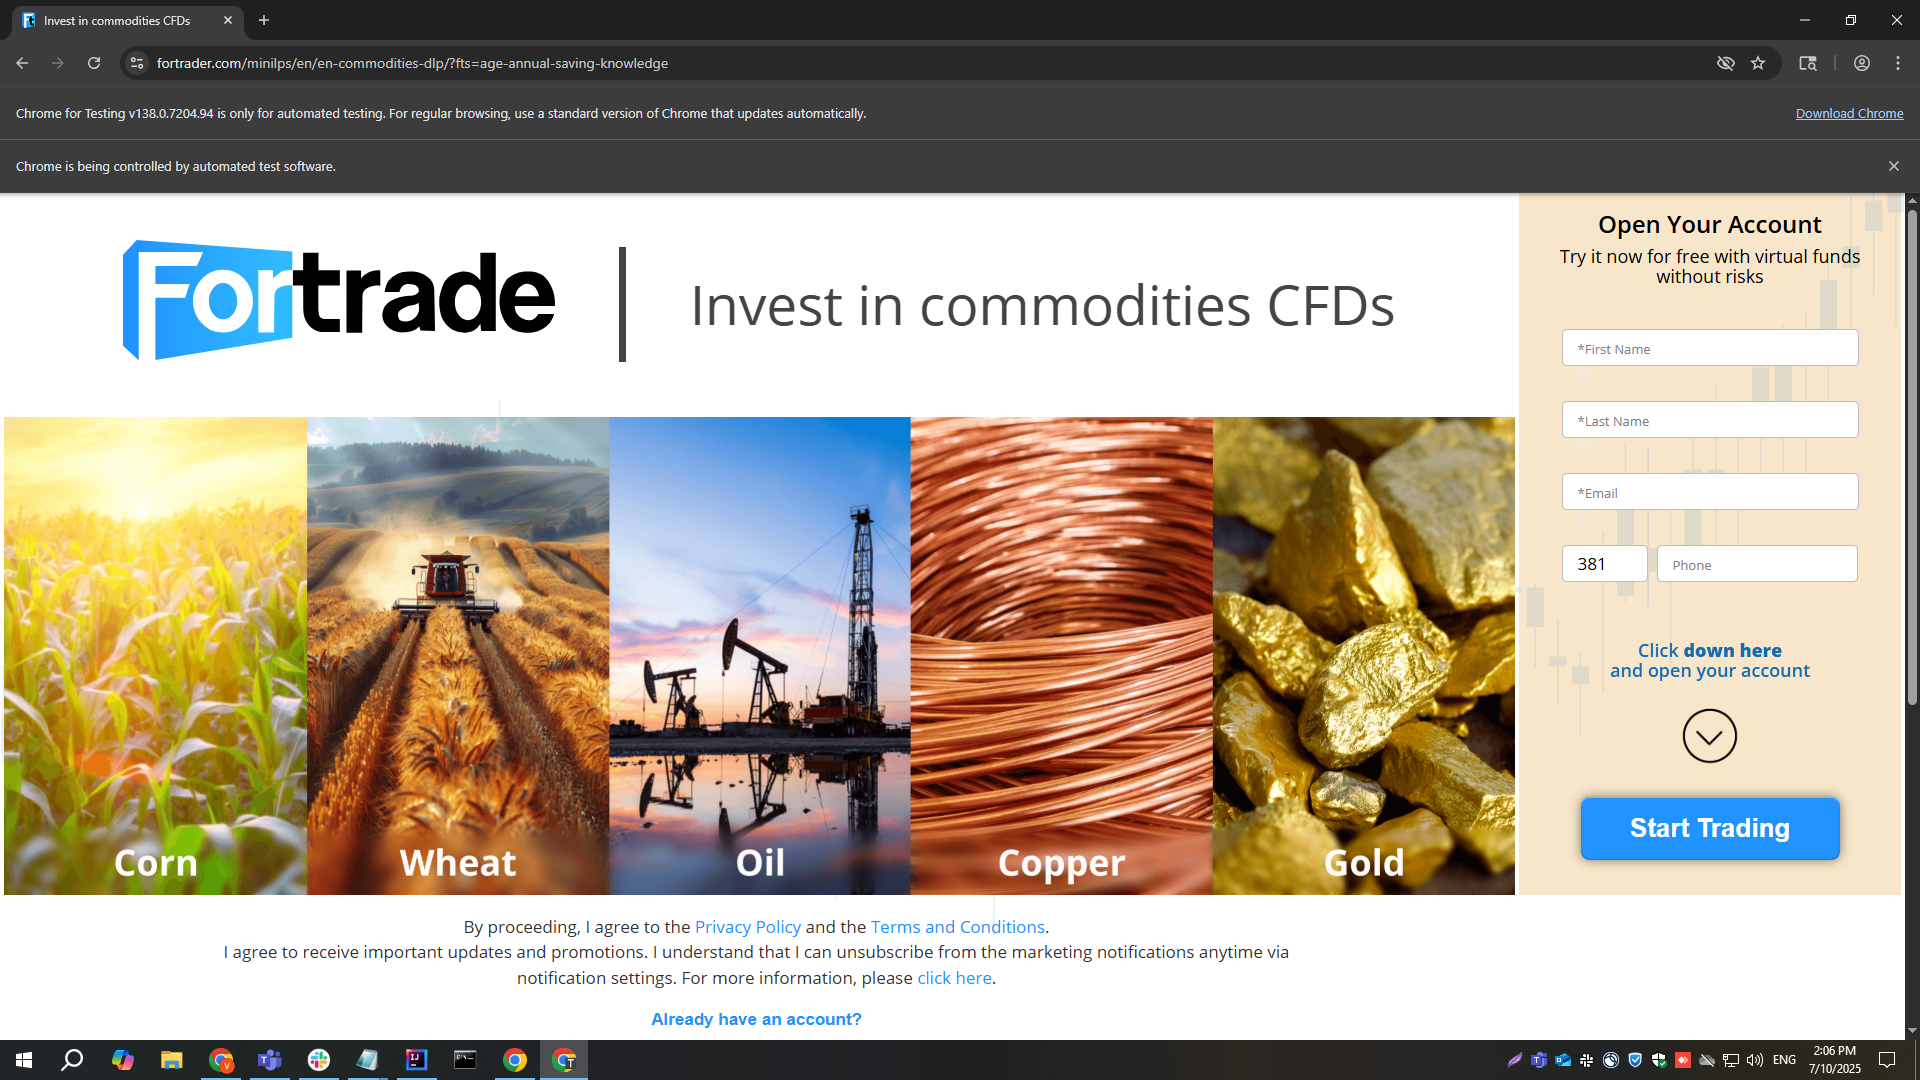 Invest in commodities CFDs
fortrader.com/minilps/en/en-commodities-dlp/?fts=age-annual-saving-knowledge
Chrome for Testing v138.0.7204.94 is only for automated testing. For regular browsing, use a standard version of Chrome that updates automatically.
Download Chrome
Chrome is being controlled by automated test software.
Fortrade
Invest in commodities CFDs
Corn
Wheat
Oil
Copper
Gold
Open Your Account
Try it now for free with virtual funds
without risks
*First Name
*Last Name
*Email
381
Phone
Click down here
and open your account
Start Trading
By proceeding, I agree to the Privacy Policy and the Terms and Conditions.
I agree to receive important updates and promotions. I understand that I can unsubscribe from the marketing notifications anytime via
notification settings. For more information, please click here.
Already have an account?
ENG
2:06 PM
7/10/2025